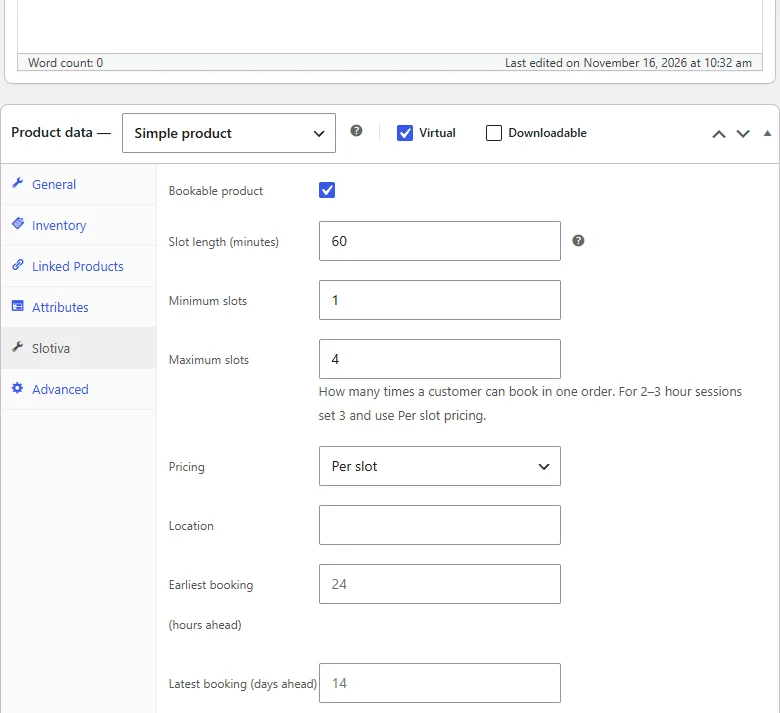 Word count: 0 Last edited on November 16, 2026 at 10:32 am
Product data — Simple product ? Virtual Downloadable
General
Inventory
Linked Products
Attributes
Slotiva
Advanced
Bookable product
Slot length (minutes) 60 ?
Minimum slots 1
Maximum slots 4
How many times a customer can book in one order. For 2–3 hour sessions
set 3 and use Per slot pricing.
Pricing Per slot
Location
Earliest booking 24
(hours ahead)
Latest booking (days ahead) 14